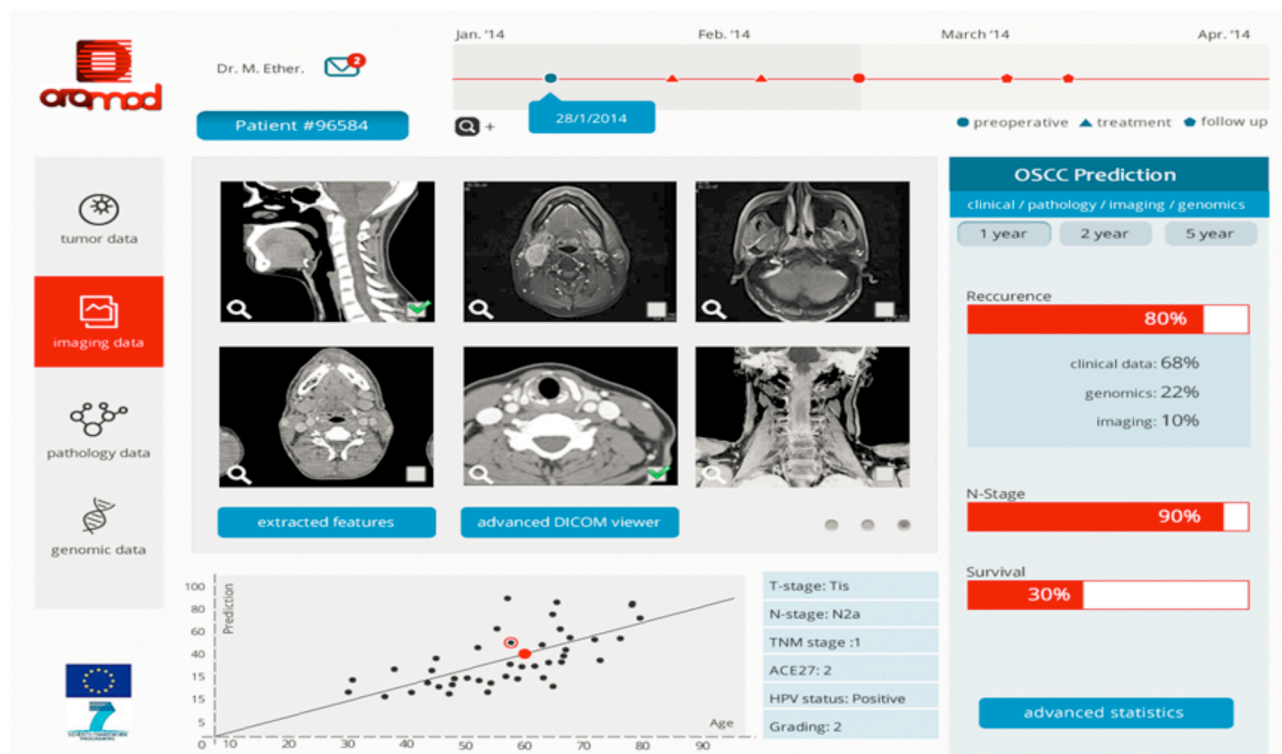 oramod
Dr. M. Ether.
2
Patient #96584
Jan. '14
Feb. '14
March '14
Apr. '14
28/1/2014
+
preoperative
treatment
follow up
tumor data
imaging data
pathology data
genomic data
extracted features
advanced DICOM viewer
OSCC Prediction
clinical / pathology / imaging / genomics
1 year
2 year
5 year
Reccurence
80%
clinical data: 68%
genomics: 22%
imaging: 10%
N-Stage
90%
Survival
30%
advanced statistics
Prediction
100
80
60
40
15
15
5
0
10
20
30
40
50
60
70
80
90
Age
T-stage: Tis
N-stage: N2a
TNM stage :1
ACE27: 2
HPV status: Positive
Grading: 2
7
SEVENTH FRAMEWORK
PROGRAMME